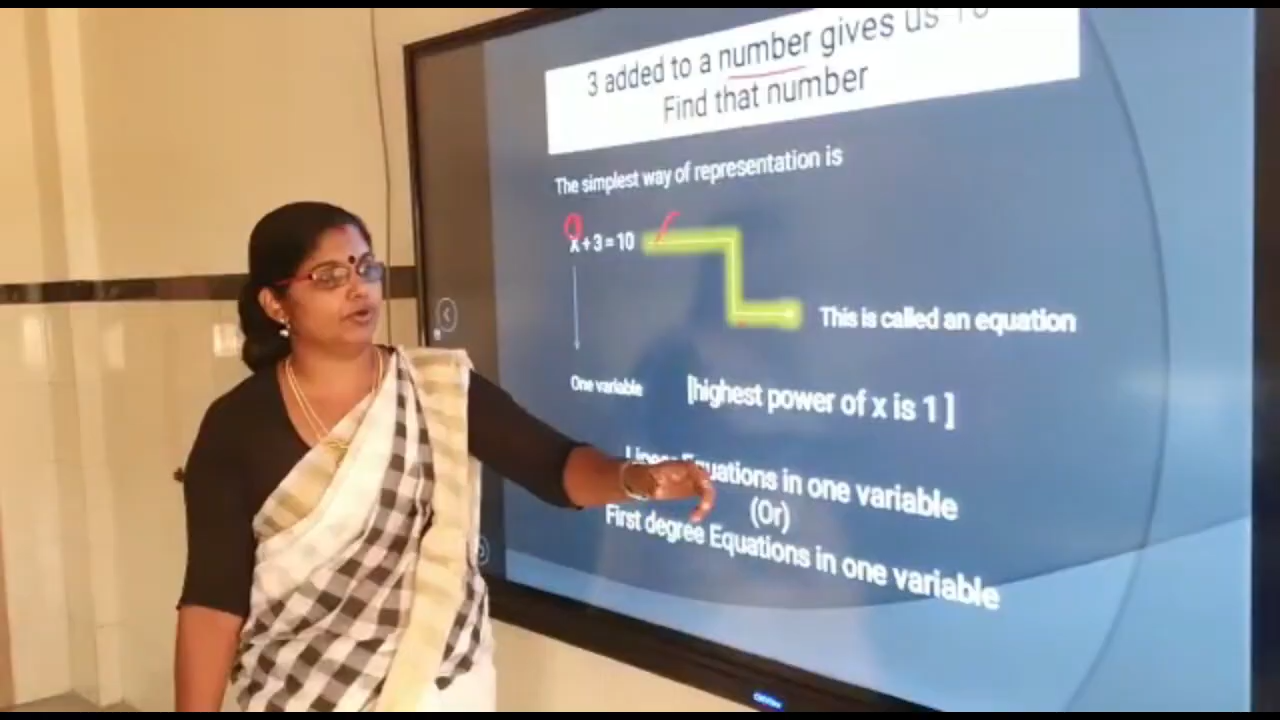 3 added to a number gives us 10
Find that number
The simplest way of representation is
x + 3 = 10
This is called an equation
One variable
[highest power of x is 1 ]
Linear Equations in one variable
(Or)
First degree Equations in one variable